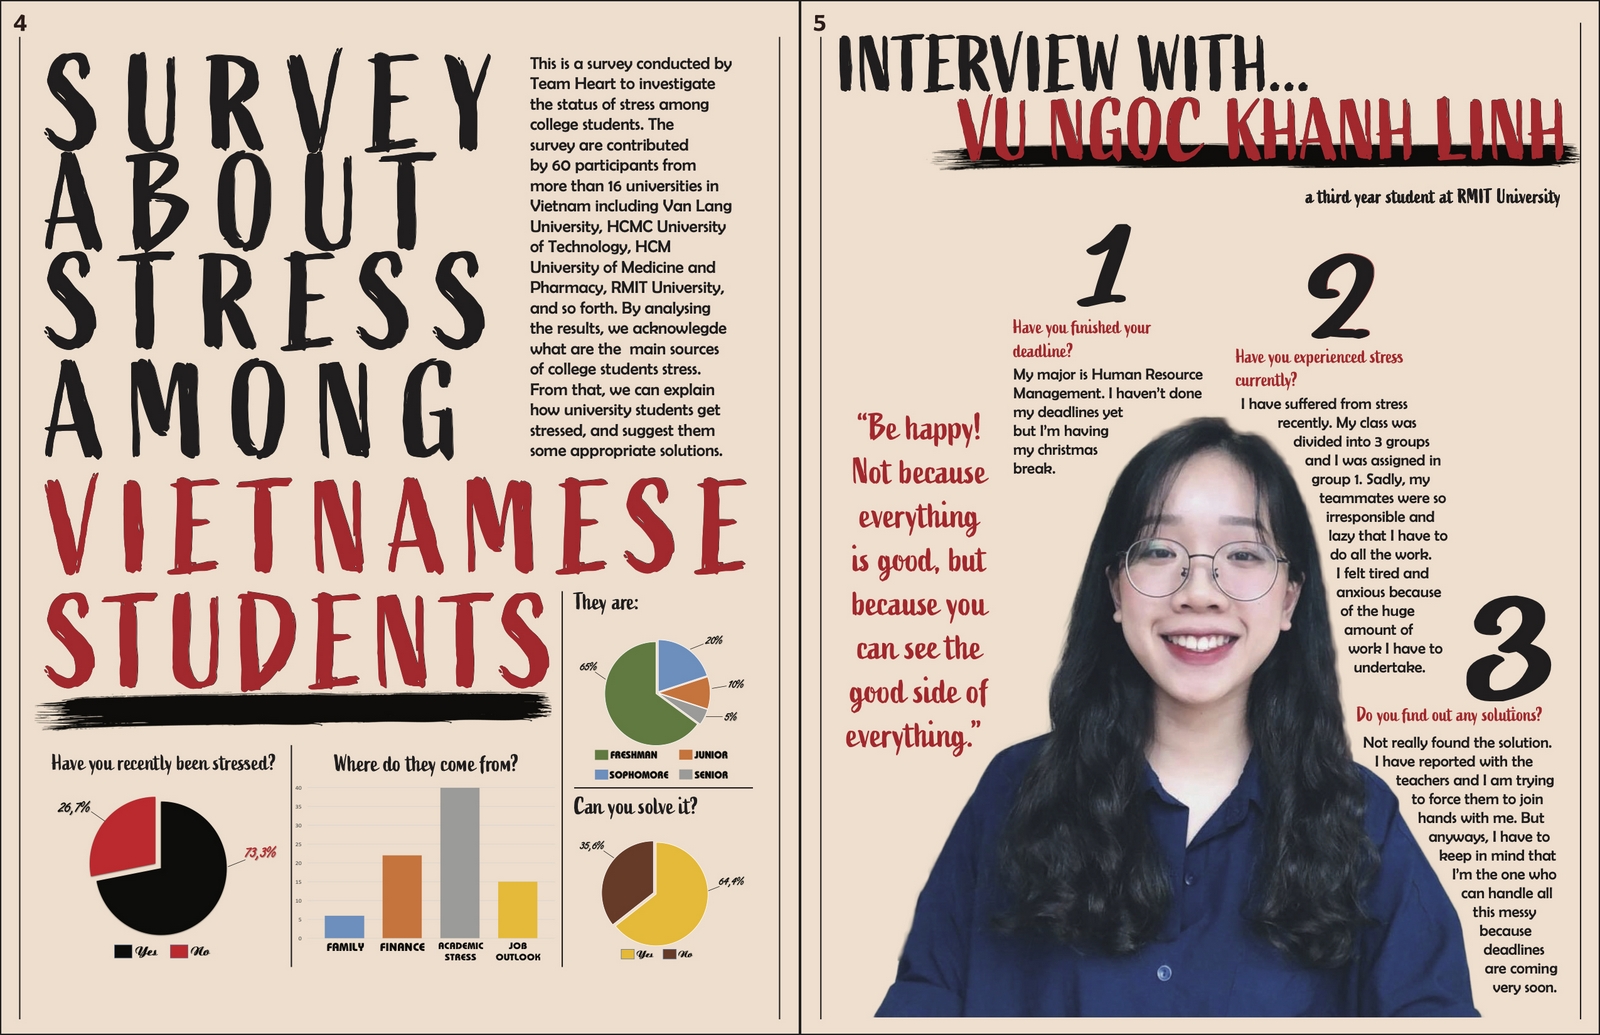 4
SURVEY
ABOUT
STRESS
AMONG
VIETNAMESE
STUDENTS
This is a survey conducted by
Team Heart to investigate
the status of stress among
college students. The
survey are contributed
by 60 participants from
more than 16 universities in
Vietnam including Van Lang
University, HCMC University
of Technology, HCM
University of Medicine and
Pharmacy, RMIT University,
and so forth. By analysing
the results, we acknowlegde
what are the main sources
of college students stress.
From that, we can explain
how university students get
stressed, and suggest them
some appropriate solutions.
They are:
65%
20%
10%
5%
FRESHMAN
JUNIOR
SOPHOMORE
SENIOR
Have you recently been stressed?
26,7%
73,3%
Yes
No
Where do they come from?
40
35
30
25
20
15
10
5
0
FAMILY
FINANCE
ACADEMIC
STRESS
JOB
OUTLOOK
Can you solve it?
35,6%
64,4%
Yes
No
5
INTERVIEW WITH...
VU NGOC KHANH LINH
a third year student at RMIT University
1
Have you finished your
deadline?
My major is Human Resource
Management. I haven't done
my deadlines yet
but I'm having
my christmas
break.
2
Have you experienced stress
currently?
I have suffered from stress
recently. My class was
divided into 3 groups
and I was assigned in
group 1. Sadly, my
teammates were so
irresponsible and
lazy that I have to
do all the work.
I felt tired and
anxious because
of the huge
amount of
work I have to
undertake.
"Be happy!
Not because
everything
is good, but
because you
can see the
good side of
everything."
3
Do you find out any solutions?
Not really found the solution.
I have reported with the
teachers and I am trying
to force them to join
hands with me. But
anyways, I have to
keep in mind that
I'm the one who
can handle all
this messy
because
deadlines
are coming
very soon.